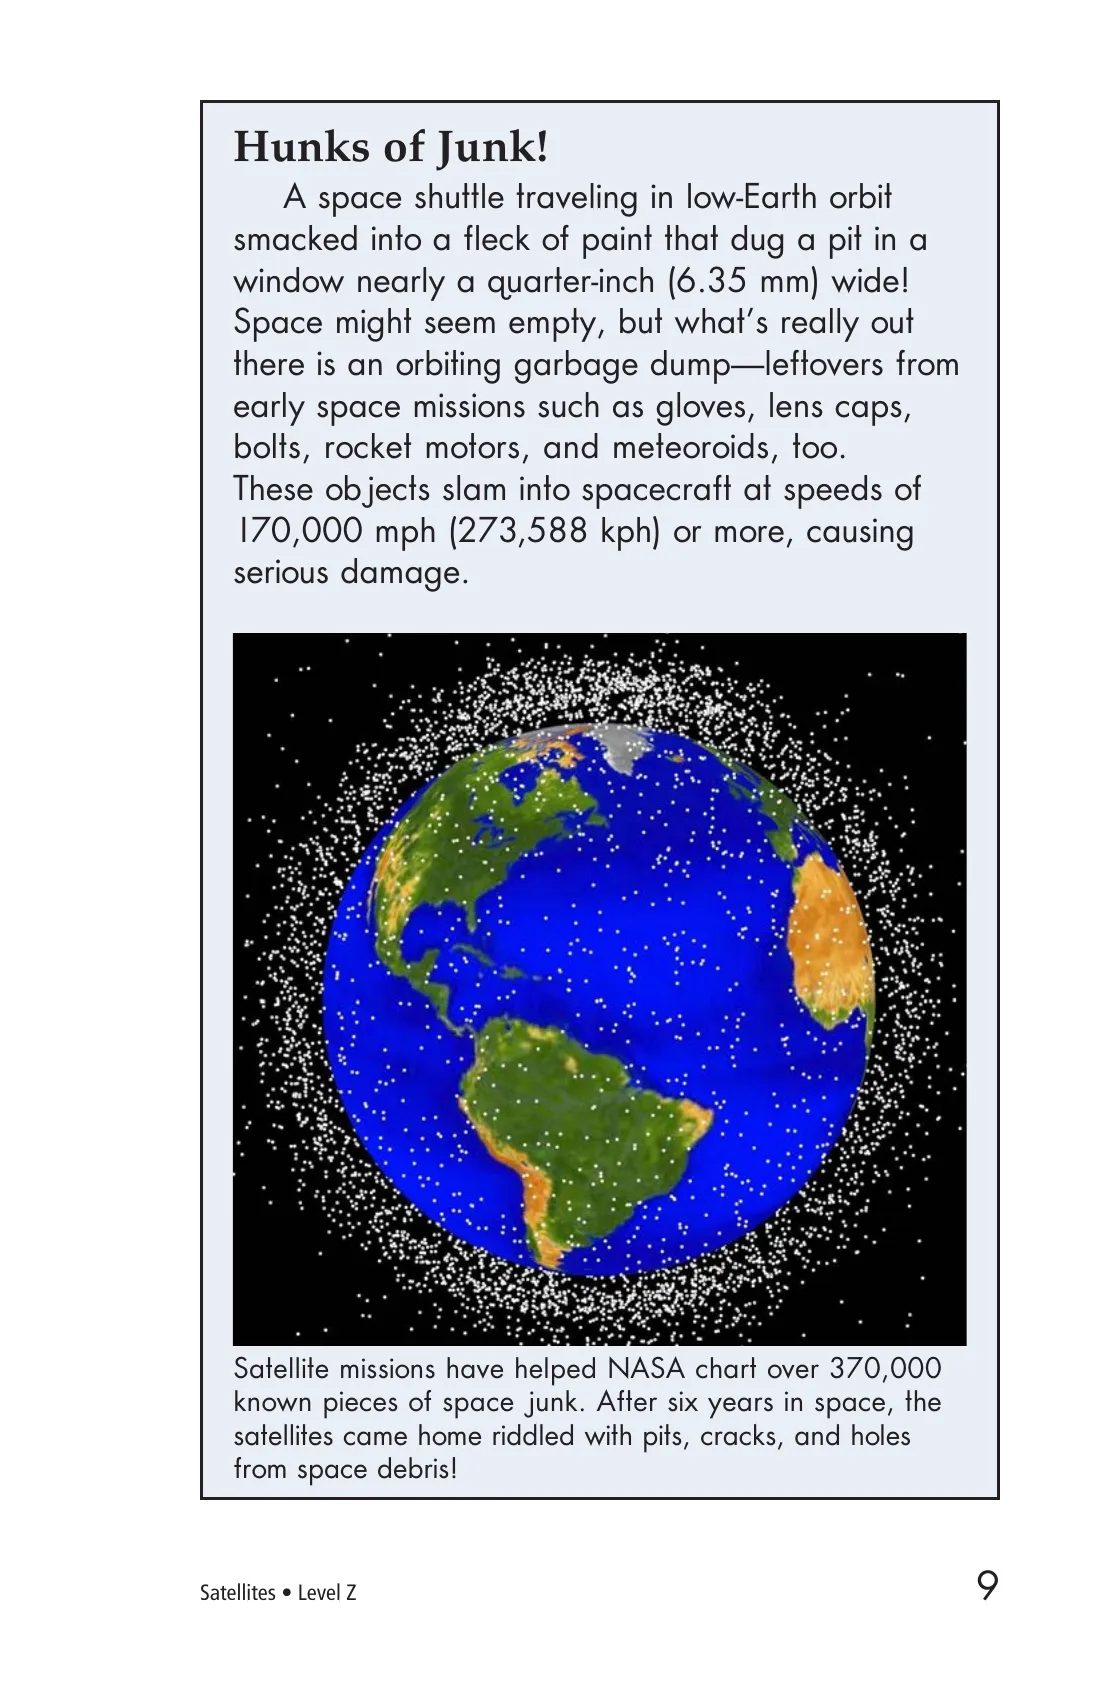 Hunks of Junk!
A space shuttle traveling in low-Earth orbit
smacked into a fleck of paint that dug a pit in a
window nearly a quarter-inch (6.35 mm) wide!
Space might seem empty, but what’s really out
there is an orbiting garbage dump—leftovers from
early space missions such as gloves, lens caps,
bolts, rocket motors, and meteoroids, too.
These objects slam into spacecraft at speeds of
170,000 mph (273,588 kph) or more, causing
serious damage.
Satellite missions have helped NASA chart over 370,000
known pieces of space junk. After six years in space, the
satellites came home riddled with pits, cracks, and holes
from space debris!
Satellites • Level Z
9